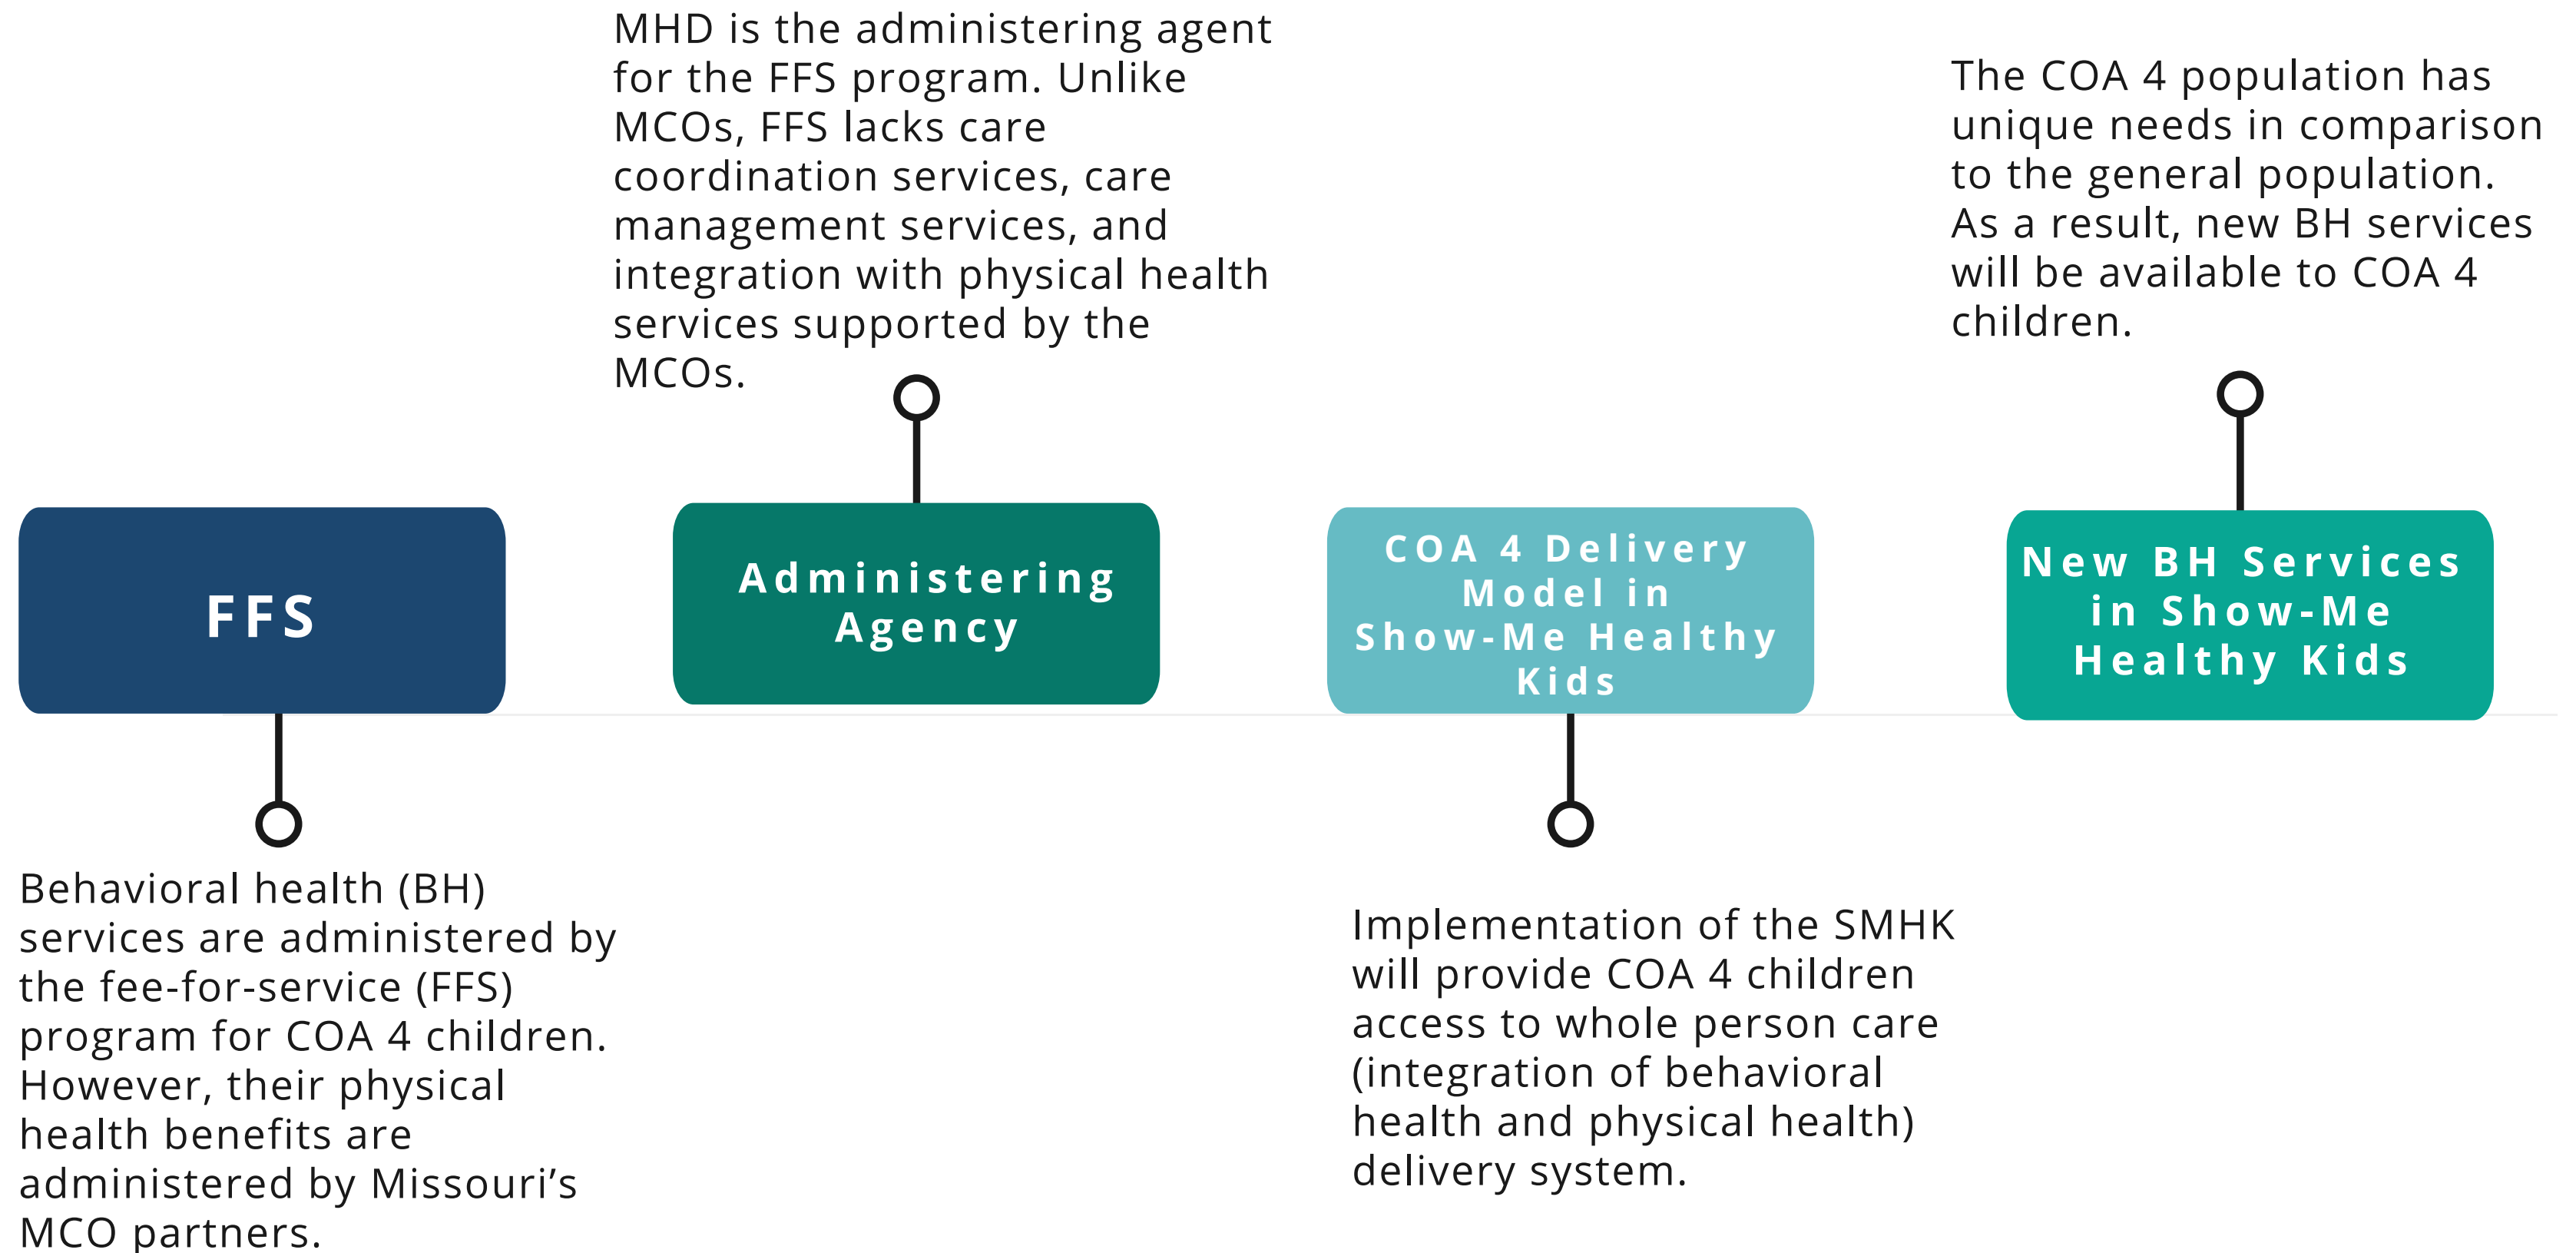 FFS
Behavioral health (BH)
services are administered by
the fee-for-service (FFS)
program for COA 4 children.
However, their physical
health benefits are
administered by Missouri’s
MCO partners.
MHD is the administering agent
for the FFS program. Unlike
MCOs, FFS lacks care
coordination services, care
management services, and
integration with physical health
services supported by the
MCOs.
Administering
Agency
COA 4 Delivery
Model in
Show-Me Healthy
Kids
Implementation of the SMHK
will provide COA 4 children
access to whole person care
(integration of behavioral
health and physical health)
delivery system.
The COA 4 population has
unique needs in comparison
to the general population.
As a result, new BH services
will be available to COA 4
children.
New BH Services
in Show-Me
Healthy Kids